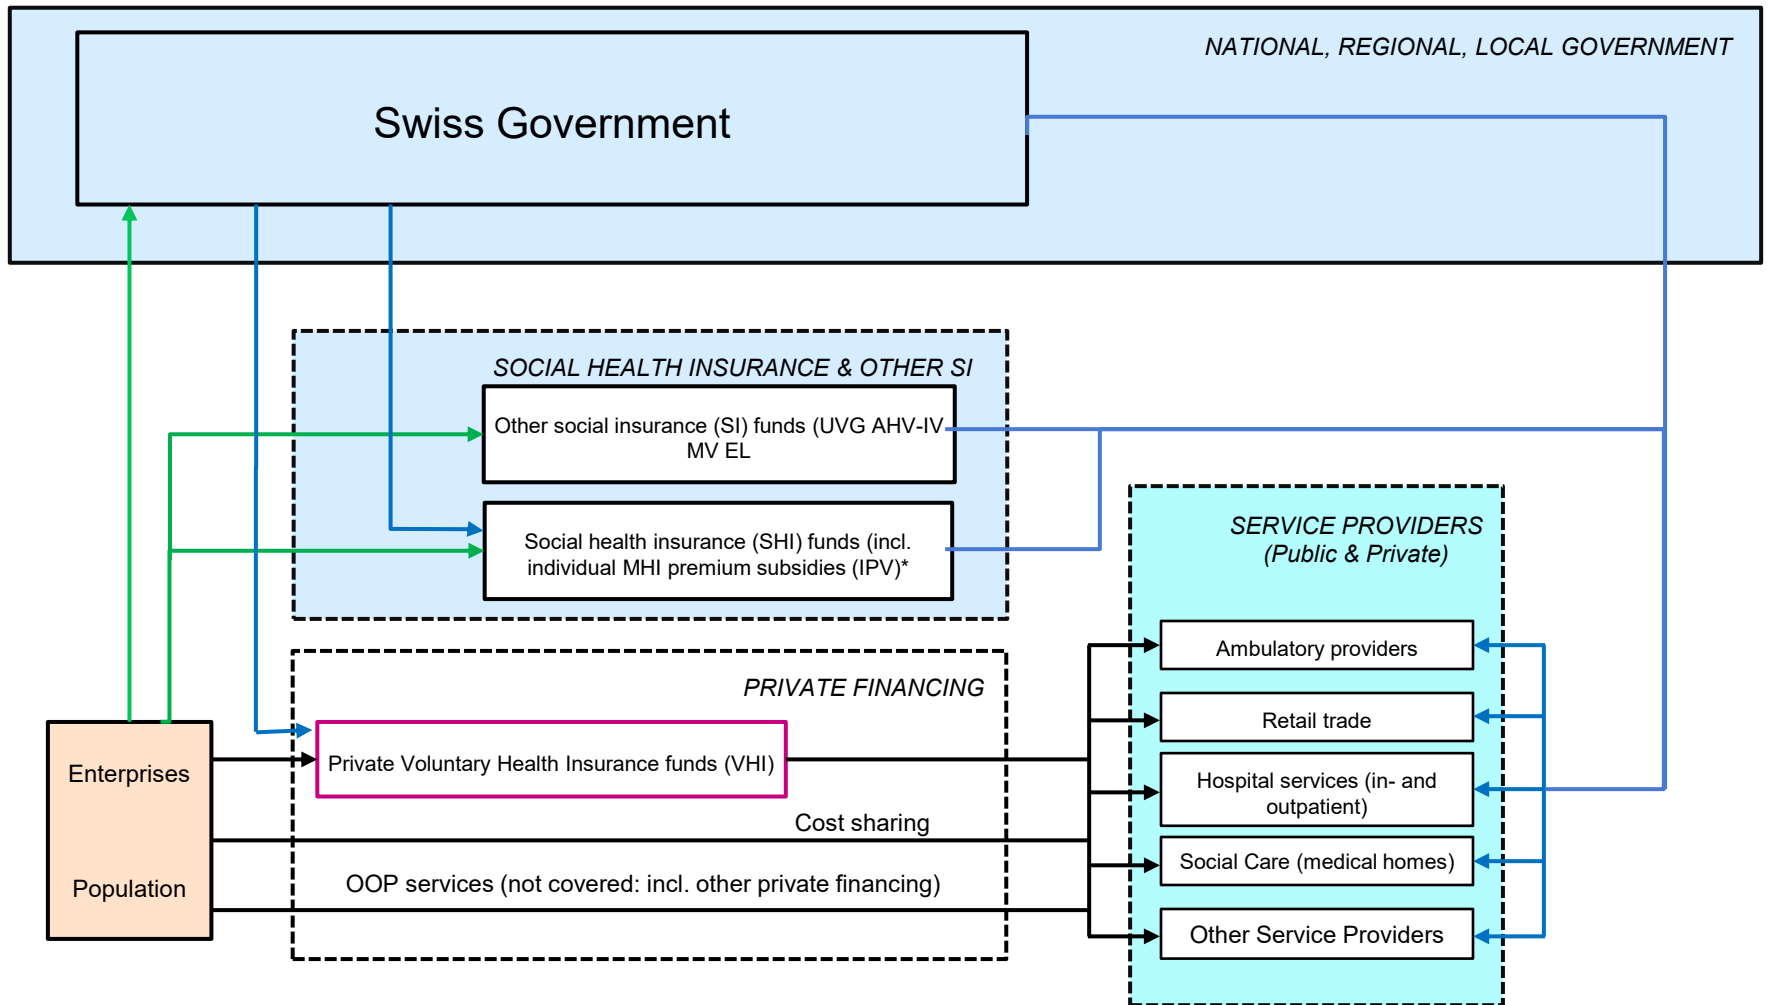 NATIONAL, REGIONAL, LOCAL GOVERNMENT
Swiss Government
SOCIAL HEALTH INSURANCE & OTHER SI
Other social insurance (SI) funds (UVG AHV-IV
MV EL
Social health insurance (SHI) funds (incl.
individual MHI premium subsidies (IPV)*
SERVICE PROVIDERS
(Public & Private)
Ambulatory providers
Retail trade
Hospital services (in- and
outpatient)
Social Care (medical homes)
Other Service Providers
PRIVATE FINANCING
Private Voluntary Health Insurance funds (VHI)
Cost sharing
OOP services (not covered: incl. other private financing)
Enterprises
Population